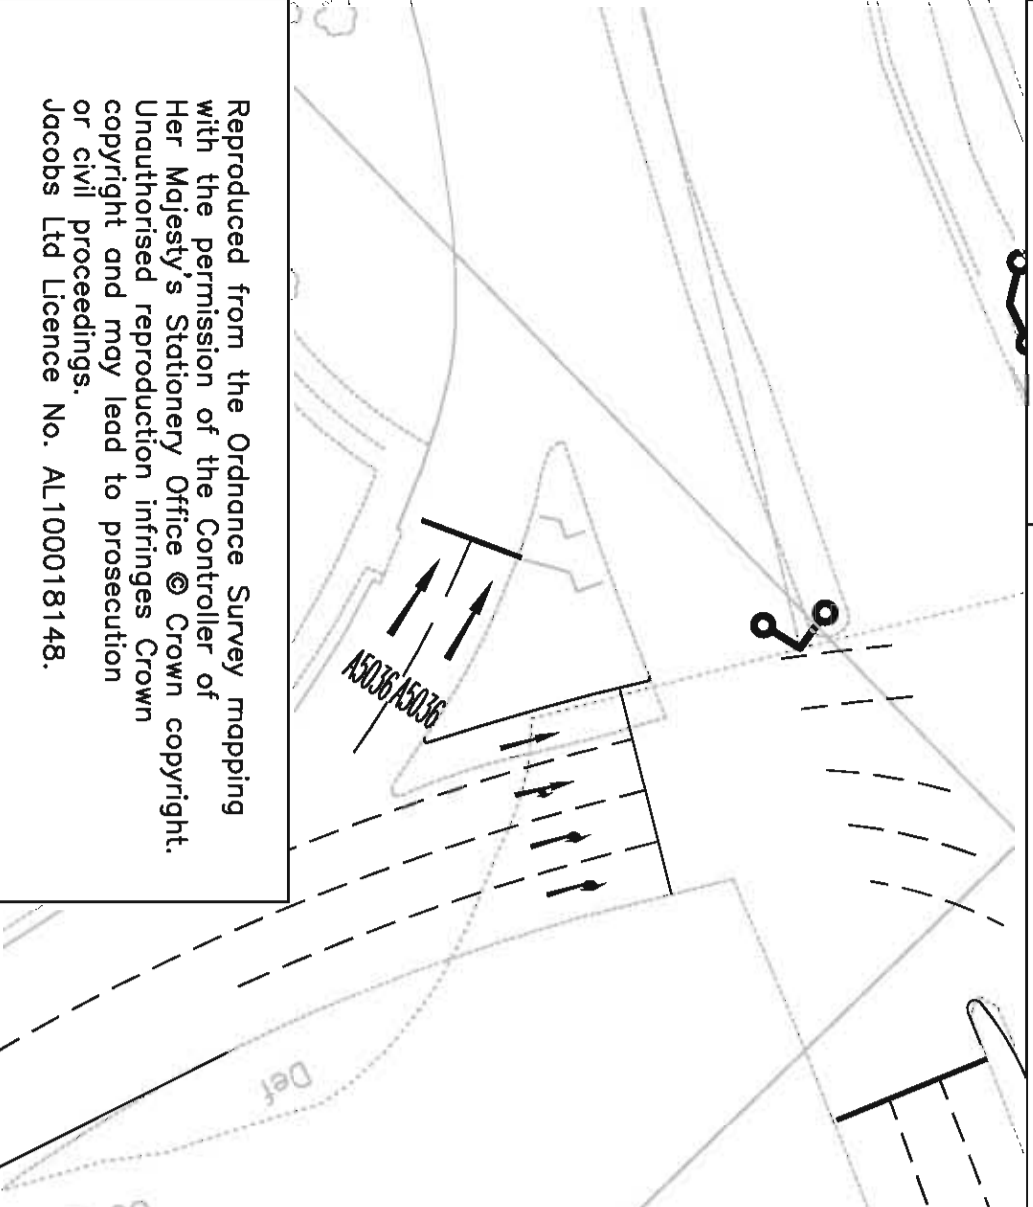 Reproduced from the Ordnance Survey mapping
with the permission of the Controller of
Her Majesty's Stationery Office © Crown copyright.
Unauthorised reproduction infringes Crown
copyright and may lead to prosecution
or civil proceedings.
Jacobs Ltd Licence No. AL100018148.
A5036
A5036
Def